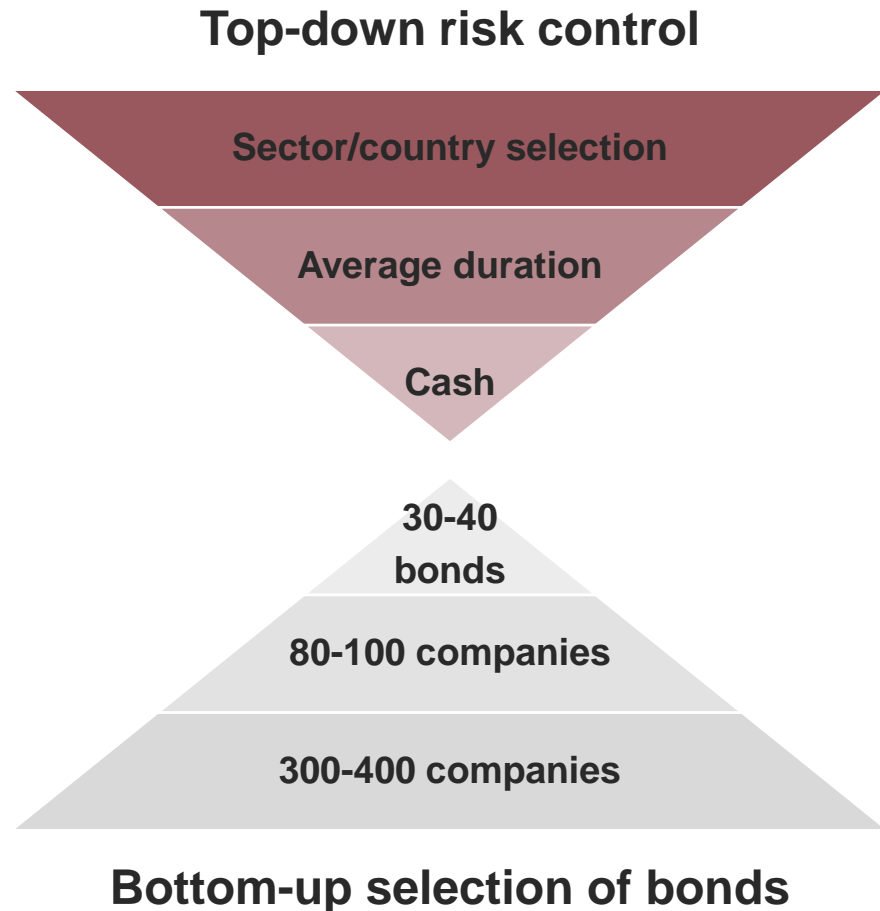 Top-down risk control
Sector/country selection
Average duration
Cash
30-40
bonds
80-100 companies
300-400 companies
Bottom-up selection of bonds